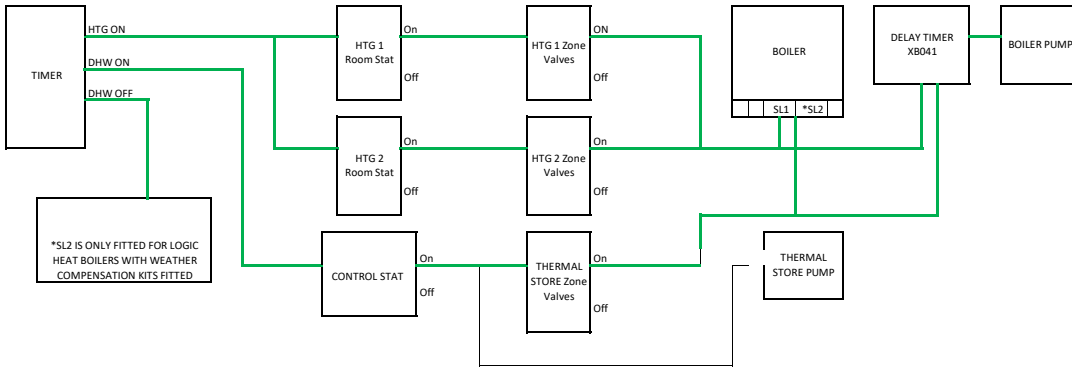 TIMER
HTG ON
DHW ON
DHW OFF
HTG 1
Room Stat
On
Off
HTG 1 Zone
Valves
ON
Off
BOILER
SL1
*SL2
DELAY TIMER
XB041
BOILER PUMP
HTG 2
Room Stat
On
Off
HTG 2 Zone
Valves
On
Off
*SL2 IS ONLY FITTED FOR LOGIC
HEAT BOILERS WITH WEATHER
COMPENSATION KITS FITTED
CONTROL STAT
On
Off
THERMAL
STORE Zone
Valves
On
Off
THERMAL
STORE PUMP